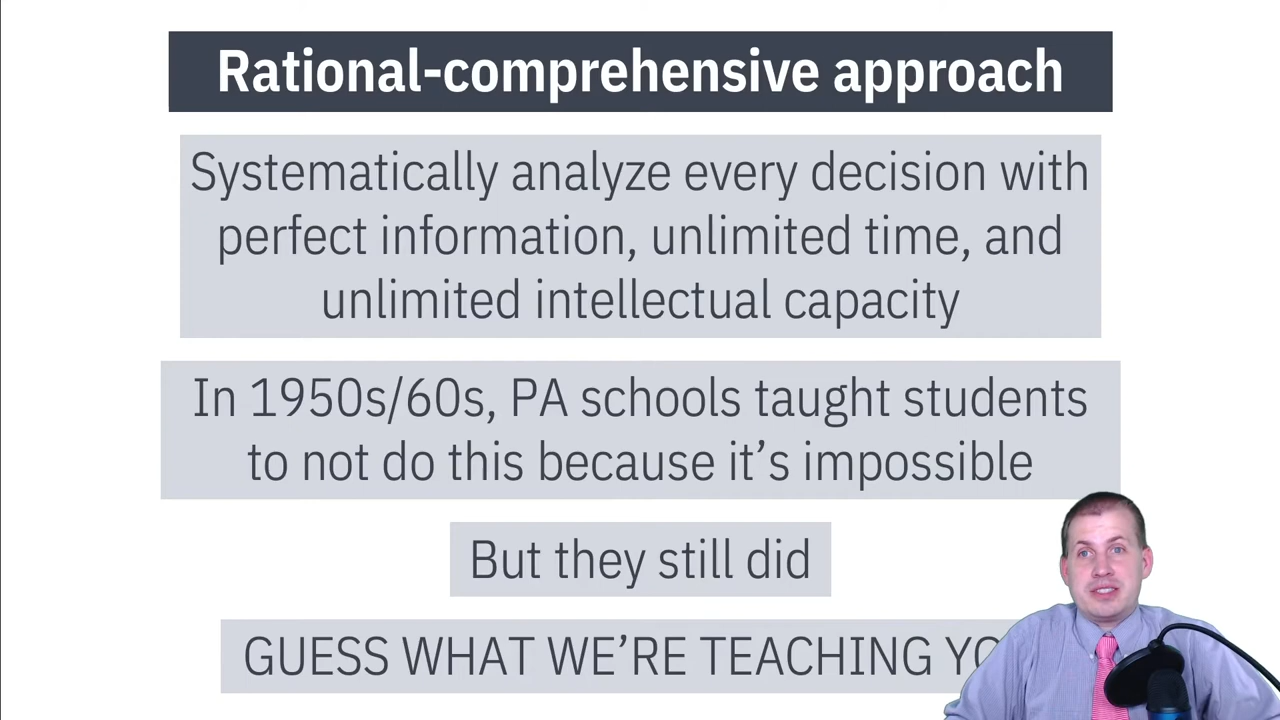 Rational-comprehensive approach
Systematically analyze every decision with
perfect information, unlimited time, and
unlimited intellectual capacity
In 1950s/60s, PA schools taught students
to not do this because it’s impossible
But they still did
GUESS WHAT WE’RE TEACHING